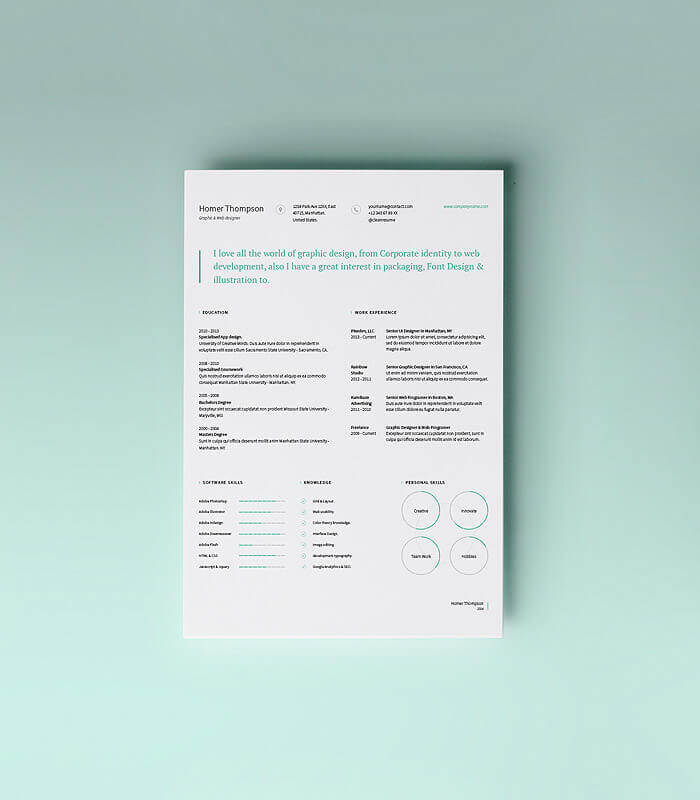 Homer Thompson
Graphic & Web designer
1234 Park Ave 12XX, East
40725, Manhattan.
United States.
yourname@contact.com
+12 345 67 89 XX
@cleanresume
www.companyname.com
I love all the world of graphic design, from Corporate identity to web
development, also I have a great interest in packaging, Font Design &
illustration to.
EDUCATION
2010 - 2013
Specialised App design.
University of Creative Minds. Duis aute irure dolor in reprehenderit in
voluptate velit esse cillum Sacramento State University - Sacramento, CA.
2008 - 2010
Specialised Coursework
Quis nostrud exercitation ullamco laboris nisi ut aliquip ex ea commodo
consequat Manhattan State University - Manhattan. NY
2005 - 2008
Bachelors Degree
Excepteur sint occaecat cupidatat non proident Missouri State University -
Maryville, MO
2000 - 2004
Masters Degree
Sunt in culpa qui officia deserunt mollit anim Manhattan State University -
Manhattan. NY
WORK EXPERIENCE
LLC
2013 - Current
Senior UI Designer in Manhattan, NY
Lorem ipsum dolor sit amet, consectetur adipisicing elit,
sed do eiusmod tempor incididunt ut labore et dolore
magna aliqua.
Rainbow
Studio
2012 - 2011
Senior Graphic Designer in San Francisco, CA
Ut enim ad minim veniam, quis nostrud exercitation
ullamco laboris nisi ut aliquip ex ea commodo consequat.
Kamikaze
Advertising
2011 - 2010
Senior Web Programer in Boston, MA
Duis aute irure dolor in reprehenderit in voluptate velit
esse cillum dolore eu fugiat nulla pariatur.
Freelance
2009 - Current
Graphic Designer & Web Programer
Excepteur sint occaecat cupidatat non proident, sunt in
culpa qui officia deserunt mollit anim id est laborum.
SOFTWARE SKILLS
Adobe Photoshop
Adobe Illustrator
Adobe Indesign
Adobe Dreamweaver
Adobe Flash
HTML & CSS
Javascript & Jquery
KNOWLEDGE
Grid & Layout.
Web usability.
Color theory knowledge.
Interface Design.
Image editing
development typography.
Google Analytics & SEO.
PERSONAL SKILLS
Creative
Innovate
Team Work
Hobbies
Homer Thompson